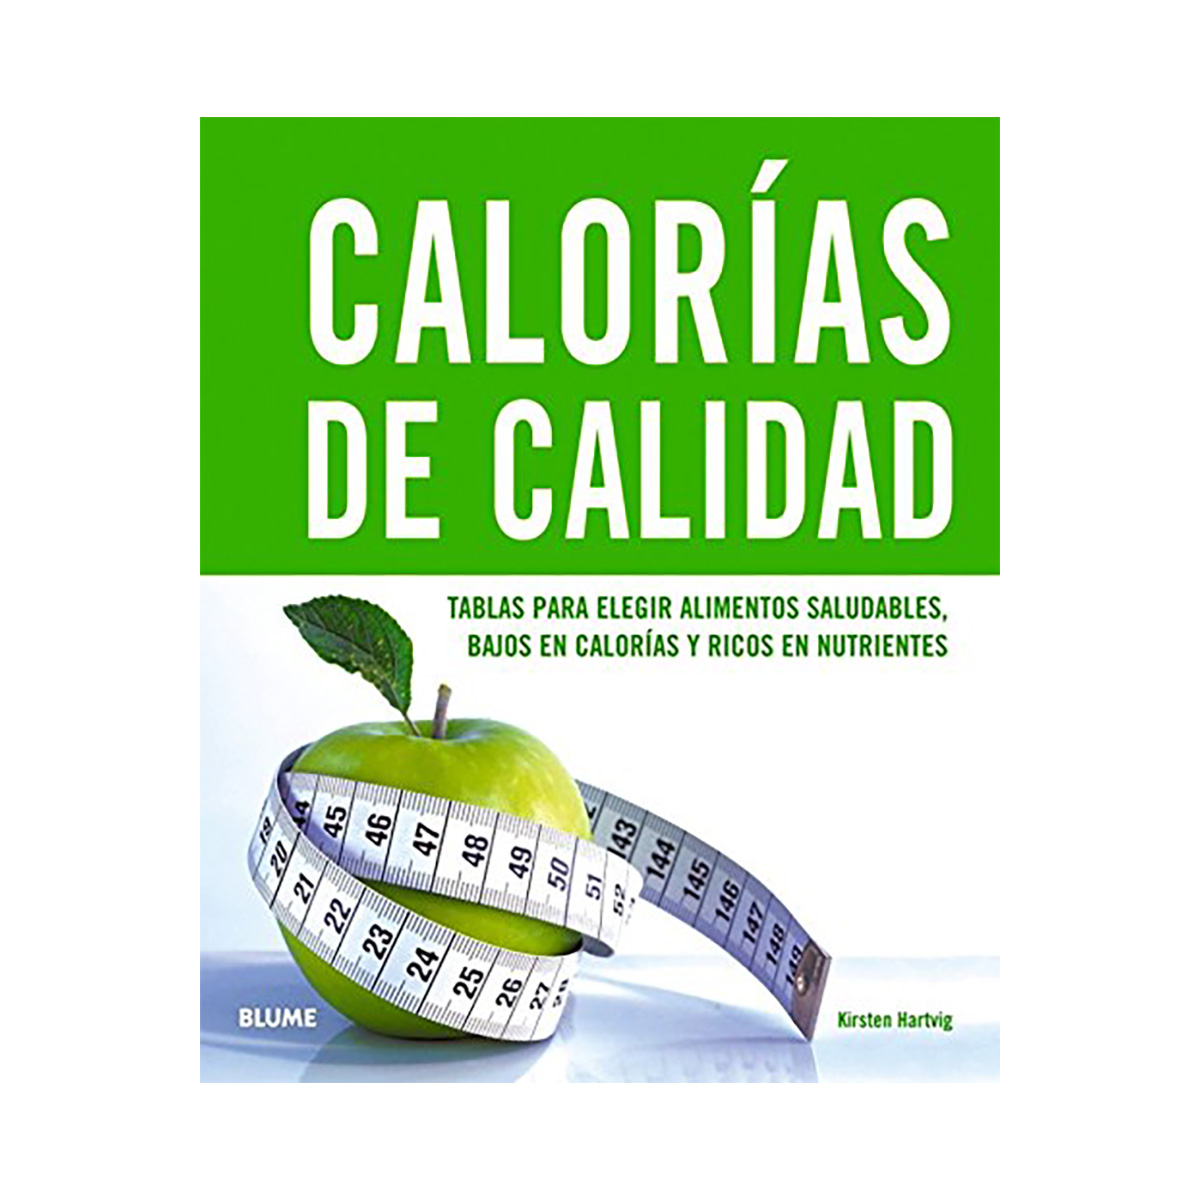 CALORÍAS
DE CALIDAD
TABLAS PARA ELEGIR ALIMENTOS SALUDABLES,
BAJOS EN CALORÍAS Y RICOS EN NUTRIENTES
44 45 46 47 48 49 50 51 52
143 144 145 146 147 148 149
19 20 21 22 23 24 25 26 27
BLUME
Kirsten Hartvig